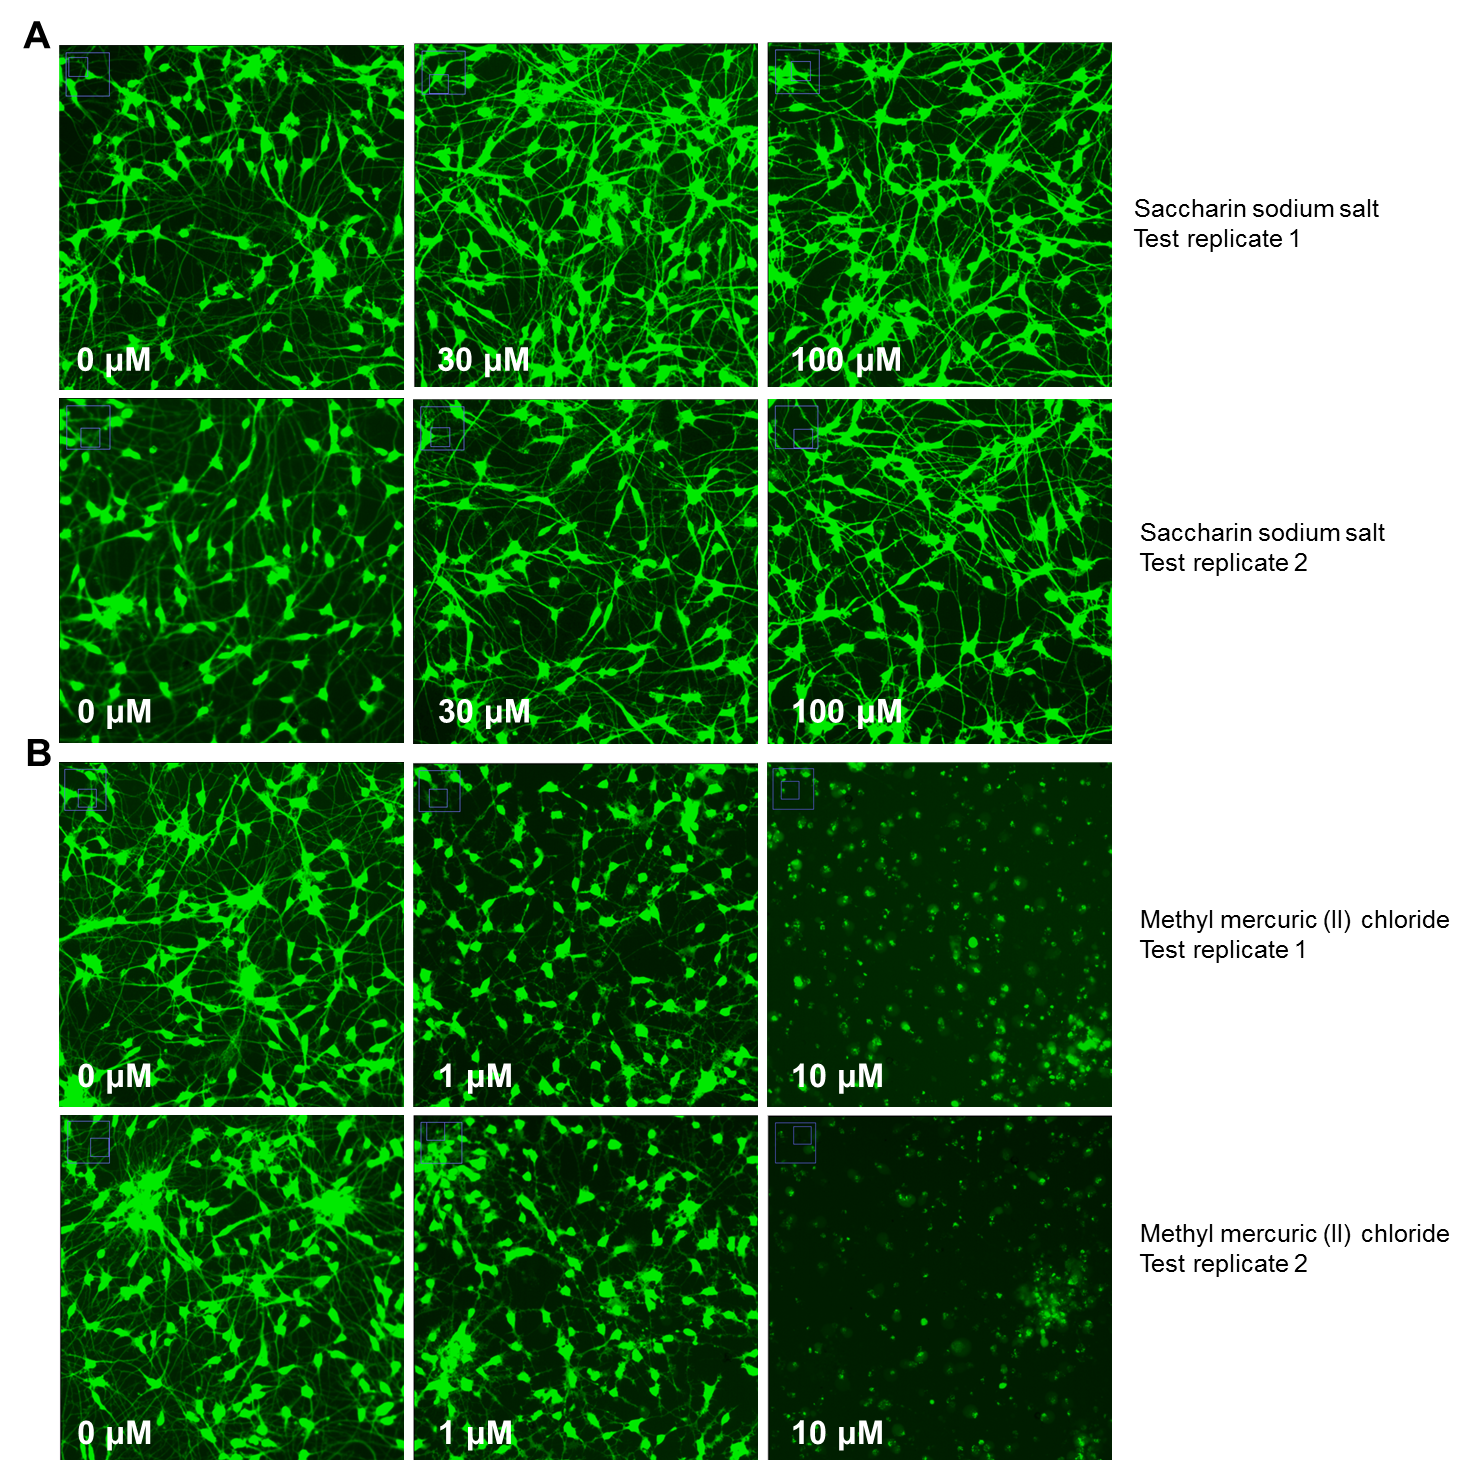 A
0 µM
30 µM
100 µM
Saccharin sodium salt
Test replicate 1
0 µM
30 µM
100 µM
Saccharin sodium salt
Test replicate 2
B
0 µM
1 µM
10 µM
Methyl mercuric (II) chloride
Test replicate 1
0 µM
1 µM
10 µM
Methyl mercuric (II) chloride
Test replicate 2